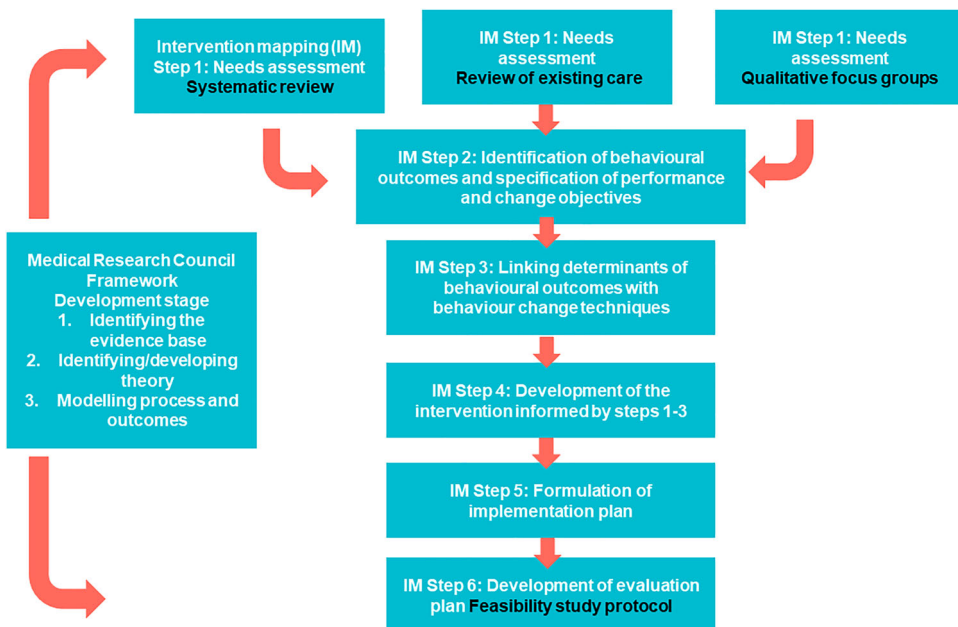 Intervention mapping (IM)
Step 1: Needs assessment
Systematic review
IM Step 1: Needs
assessment
Review of existing care
IM Step 1: Needs
assessment
Qualitative focus groups
IM Step 2: Identification of behavioural
outcomes and specification of performance
and change objectives
Medical Research Council
Framework
Development stage
1. Identifying the
evidence base
2. Identifying/developing
theory
3. Modelling process and
outcomes
IM Step 3: Linking determinants of
behavioural outcomes with
behaviour change techniques
IM Step 4: Development of the
intervention informed by steps 1-3
IM Step 5: Formulation of
implementation plan
IM Step 6: Development of evaluation
plan Feasibility study protocol